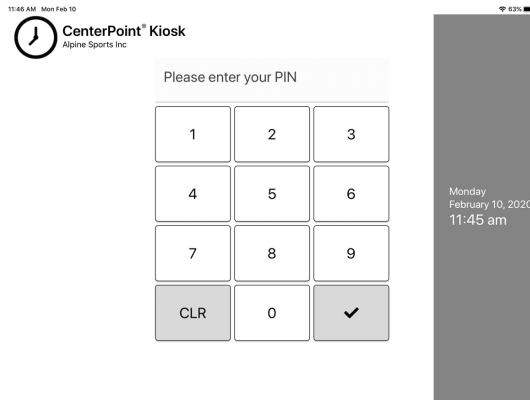 11:46 AM Mon Feb 10
63%
CenterPoint® Kiosk
Alpine Sports Inc
Please enter your PIN
1 2 3
4 5 6
7 8 9
CLR 0
Monday
February 10, 2020
11:45 am